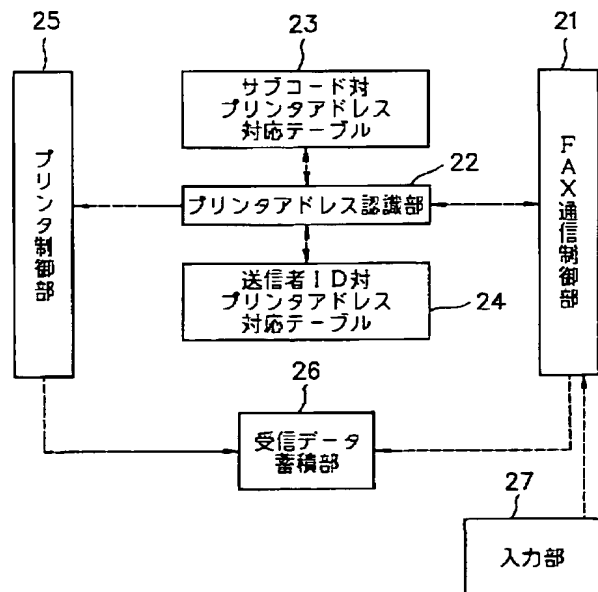 25
23
21
サブコード対
プリンタアドレス
対応テーブル
22
プリンタアドレス認識部
プリンタ制御部
FAX通信制御部
送信者ID対
プリンタアドレス
対応テーブル
24
26
受信データ
蓄積部
27
入力部